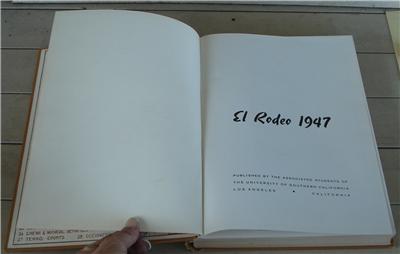 El Rodeo 1947
PUBLISHED BY THE ASSOCIATED STUDENTS OF
THE UNIVERSITY OF SOUTHERN CALIFORNIA
LOS ANGELES • CALIFORNIA